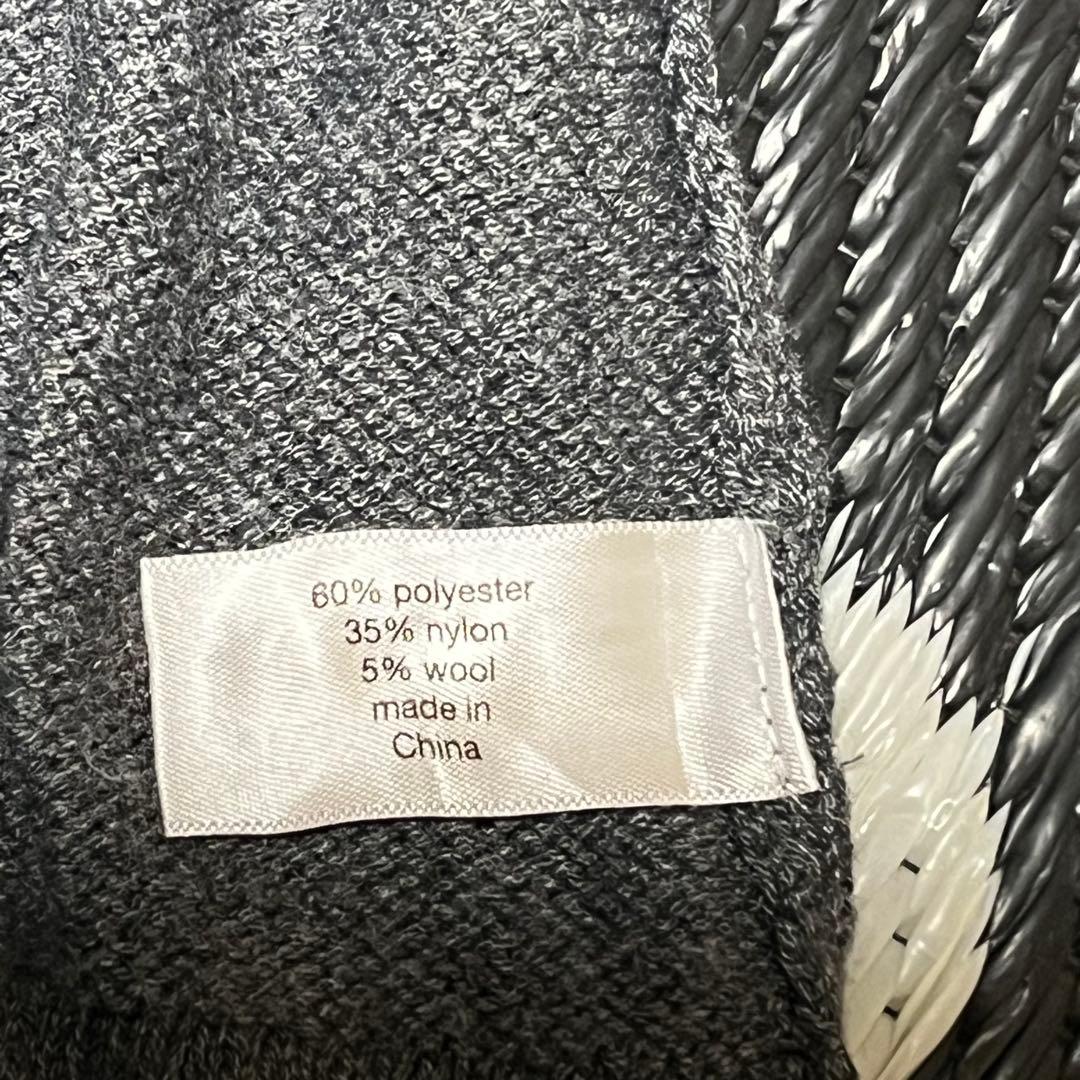 60% polyester
35% nylon
5% wool
made in
China